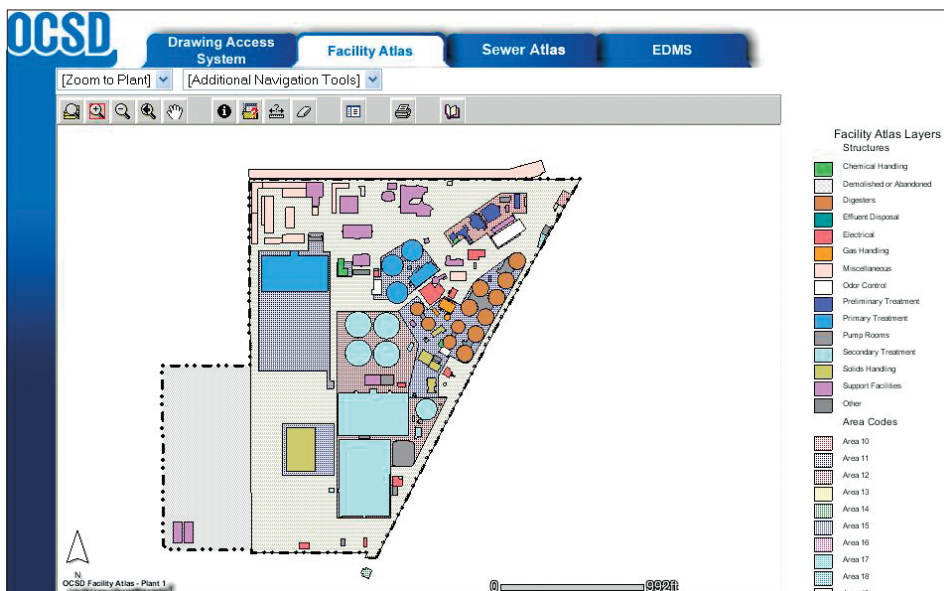 OCSD
Drawing Access
System
Facility Atlas
Sewer Atlas
EDMS
[Zoom to Plant]
[Additional Navigation Tools]
Facility Atlas Layers
Structures
Chemical Handling
Demolished or Abandoned
Digesters
Effluent Disposal
Electrical
Gas Handling
Miscellaneous
Odor Control
Preliminary Treatment
Primary Treatment
Pump Rooms
Secondary Treatment
Solids Handling
Support Facilities
Other
Area Codes
Area 10
Area 11
Area 12
Area 13
Area 14
Area 15
Area 16
Area 17
Area 18
N
OCSD Facility Atlas - Plant 1
0 992ft